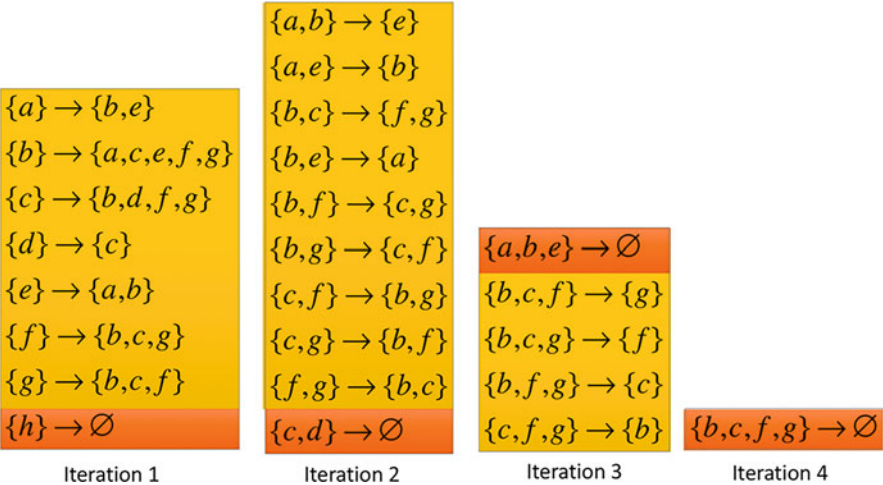 {a} → {b,e}
{b} → {a,c,e,f,g}
{c} → {b,d,f,g}
{d} → {c}
{e} → {a,b}
{f} → {b,c,g}
{g} → {b,c,f}
{h} → ∅
Iteration 1
{a,b} → {e}
{a,e} → {b}
{b,c} → {f,g}
{b,e} → {a}
{b,f} → {c,g}
{b,g} → {c,f}
{c,f} → {b,g}
{c,g} → {b,f}
{f,g} → {b,c}
{c,d} → ∅
Iteration 2
{a,b,e} → ∅
{b,c,f} → {g}
{b,c,g} → {f}
{b,f,g} → {c}
{c,f,g} → {b}
Iteration 3
{b,c,f,g} → ∅
Iteration 4